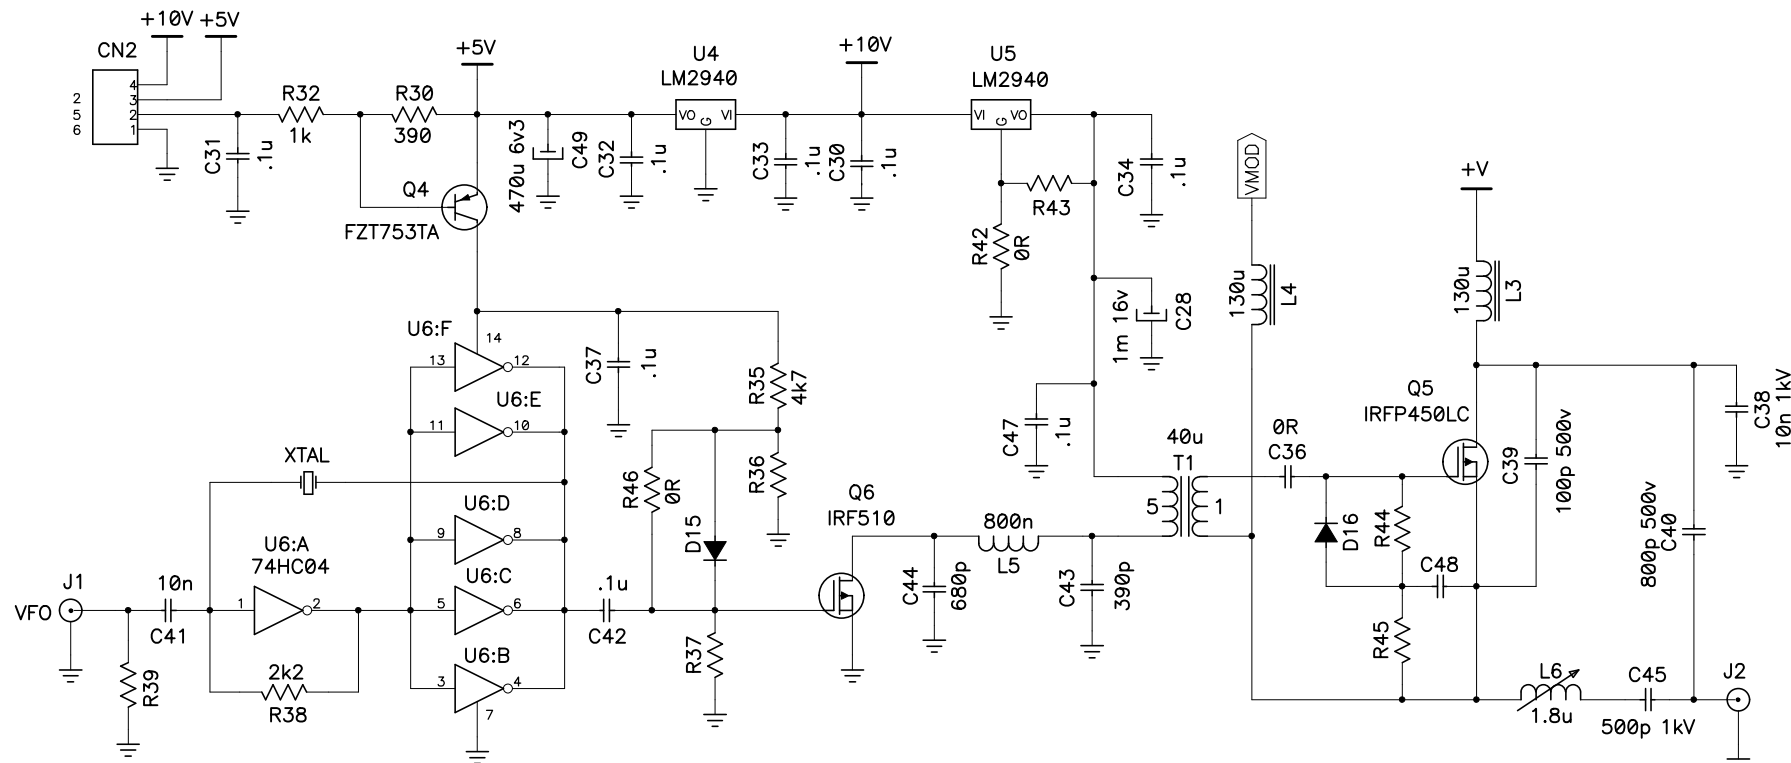 +10V +5V
CN2
4
3
2
1
2
5
6
R32
1k
R30
390
C31
.1u
+5V
Q4
FZT753TA
470u 6v3
C49
C32
.1u
U4
LM2940
VO
G
VI
C33
.1u
+10V
C30
.1u
U5
LM2940
VI
G
VO
R43
R42
0R
C34
.1u
1m 16v
C28
VMOD
130u
L4
+V
130u
L3
U6:F
14
13
12
U6:E
11
10
C37
.1u
R35
4k7
R36
R46
0R
D15
XTAL
U6:D
9
8
U6:C
5
6
U6:B
3
4
7
U6:A
74HC04
1
2
J1
VFO
10n
C41
R39
2k2
R38
.1u
C42
R37
Q6
IRF510
C44
680p
800n
L5
C43
390p
C47
.1u
40u
T1
5
1
0R
C36
D16
R44
C48
R45
Q5
IRFP450LC
C39
100p 500v
800p 500v
C40
C38
10n 1kV
L6
1.8u
C45
500p 1kV
J2